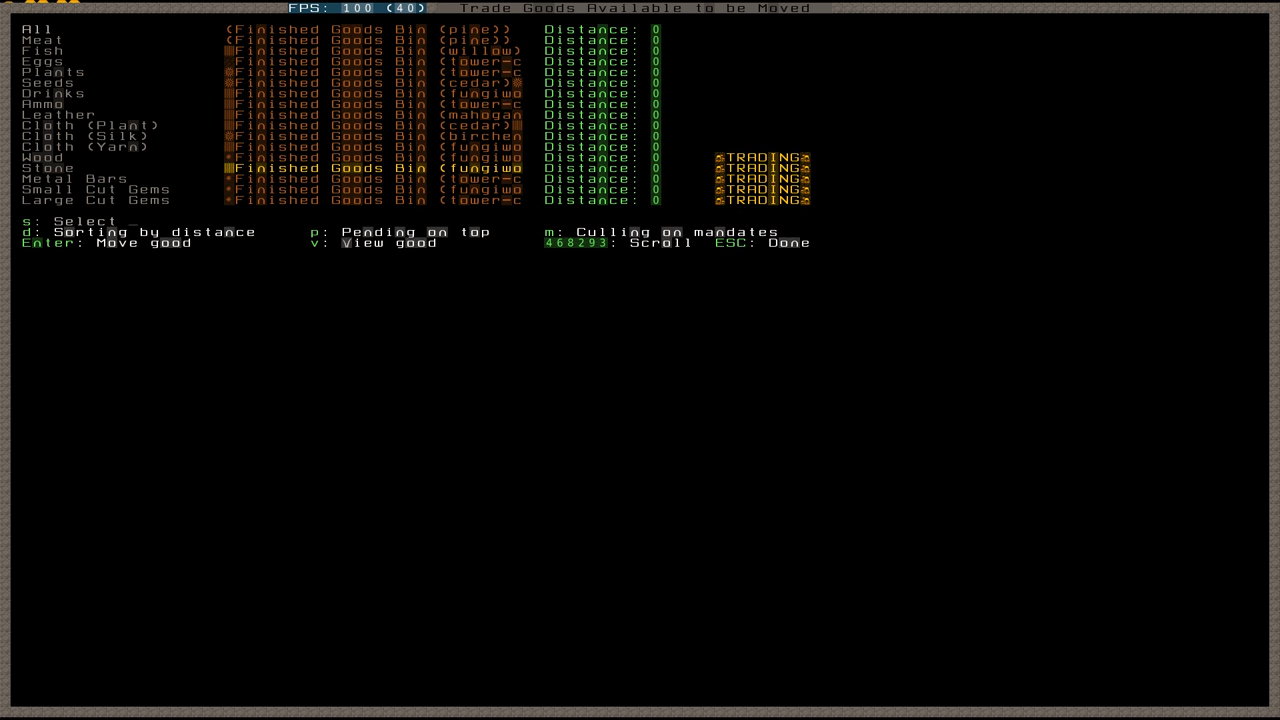 FPS: 100 (40) Trade Goods Available to be Moved
All (Finished Goods Bin (pine)) Distance: 0
Meat (Finished Goods Bin (pine)) Distance: 0
Fish Finished Goods Bin (willow) Distance: 0
Eggs Finished Goods Bin (tower-c Distance: 0
Plants Finished Goods Bin (tower-c Distance: 0
Seeds Finished Goods Bin (cedar) Distance: 0
Drinks Finished Goods Bin (fungiwo Distance: 0
Ammo Finished Goods Bin (tower-c Distance: 0
Leather Finished Goods Bin (mahogan Distance: 0
Cloth (Plant) Finished Goods Bin (cedar) Distance: 0
Cloth (Silk) Finished Goods Bin (birchen Distance: 0
Cloth (Yarn) Finished Goods Bin (fungiwo Distance: 0
Wood Finished Goods Bin (fungiwo Distance: 0 TRADING
Stone Finished Goods Bin (fungiwo Distance: 0 TRADING
Metal Bars Finished Goods Bin (tower-c Distance: 0 TRADING
Small Cut Gems Finished Goods Bin (fungiwo Distance: 0 TRADING
Large Cut Gems Finished Goods Bin (tower-c Distance: 0 TRADING
s: Select _
d: Sorting by distance p: Pending on top m: Culling on mandates
Enter: Move good v: View good 468293: Scroll ESC: Done